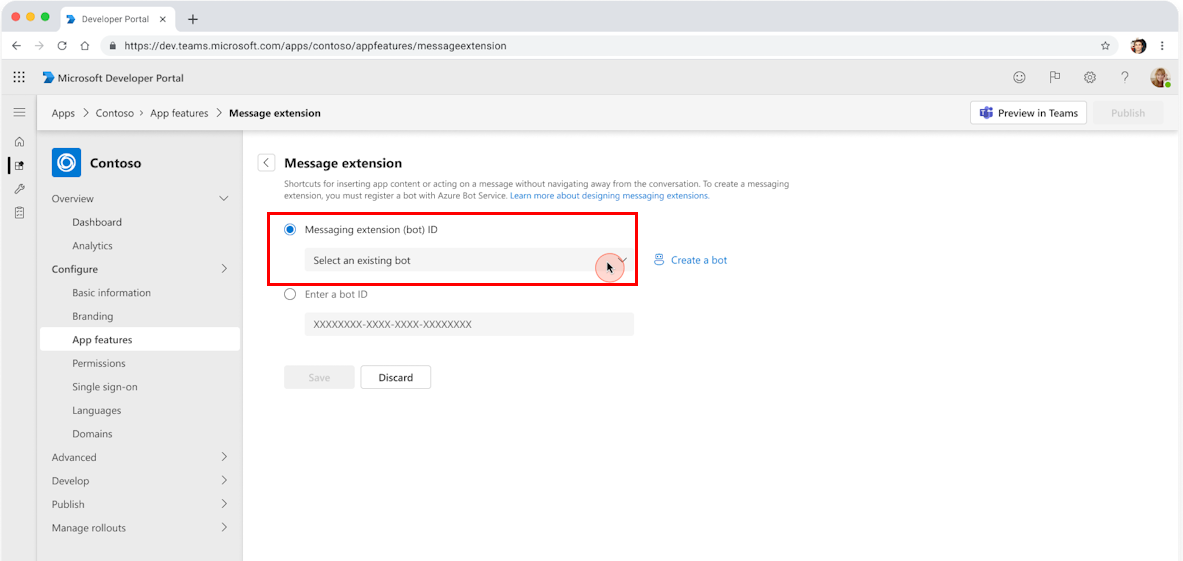 Developer Portal
https://dev.teams.microsoft.com/apps/contoso/appfeatures/messageextension
Microsoft Developer Portal
Apps > Contoso > App features > Message extension
Preview in Teams
Publish
Contoso
Overview
Dashboard
Analytics
Configure
Basic information
Branding
App features
Permissions
Single sign-on
Languages
Domains
Advanced
Develop
Publish
Manage rollouts
Message extension
Shortcuts for inserting app content or acting on a message without navigating away from the conversation. To create a messaging
extension, you must register a bot with Azure Bot Service. Learn more about designing messaging extensions.
Messaging extension (bot) ID
Select an existing bot
Create a bot
Enter a bot ID
XXXXXXXX-XXXX-XXXX-XXXXXXXX
Save
Discard